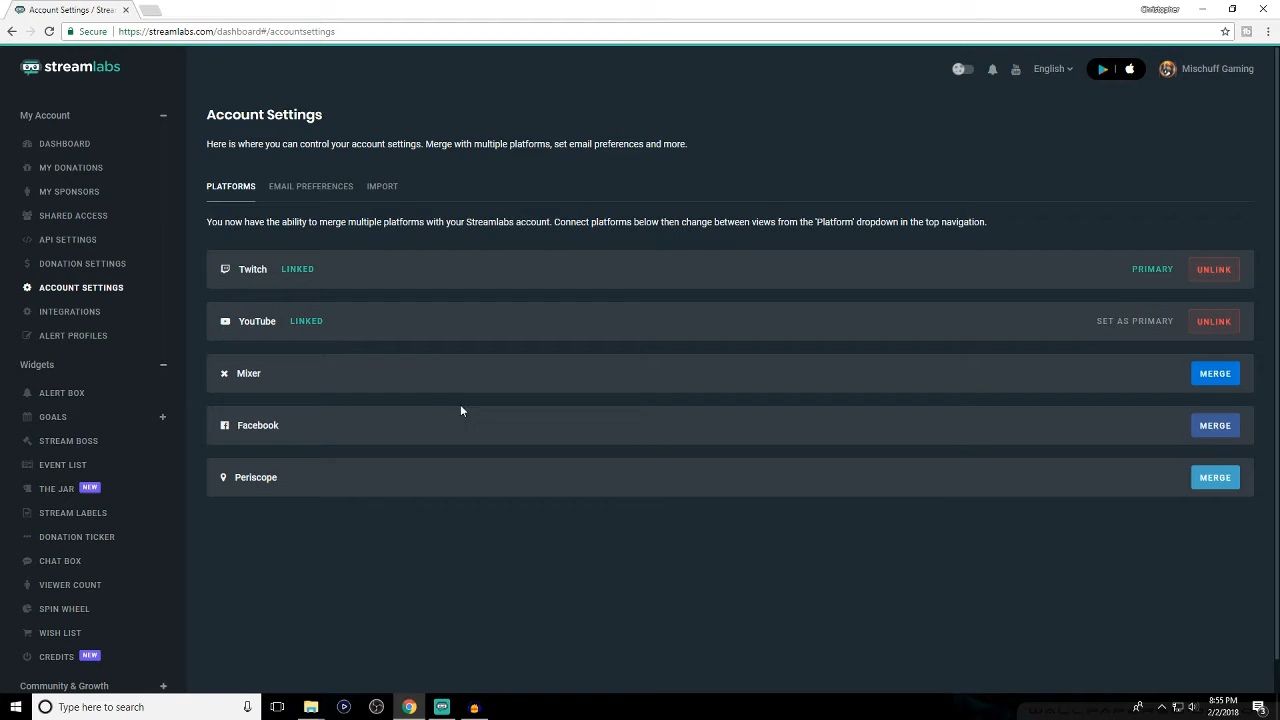 Account Settings / Strea
Christopher
Secure
https://streamlabs.com/dashboard#/accountsettings
streamlabs
English
Mischuff Gaming
My Account
DASHBOARD
MY DONATIONS
MY SPONSORS
SHARED ACCESS
API SETTINGS
DONATION SETTINGS
ACCOUNT SETTINGS
INTEGRATIONS
ALERT PROFILES
Widgets
ALERT BOX
GOALS
STREAM BOSS
EVENT LIST
THE JAR NEW
STREAM LABELS
DONATION TICKER
CHAT BOX
VIEWER COUNT
SPIN WHEEL
WISH LIST
CREDITS NEW
Community & Growth
Account Settings
Here is where you can control your account settings. Merge with multiple platforms, set email preferences and more.
PLATFORMS EMAIL PREFERENCES IMPORT
You now have the ability to merge multiple platforms with your Streamlabs account. Connect platforms below then change between views from the 'Platform' dropdown in the top navigation.
Twitch LINKED PRIMARY UNLINK
YouTube LINKED SET AS PRIMARY UNLINK
Mixer MERGE
Facebook MERGE
Periscope MERGE
Type here to search
8:55 PM
2/2/2018